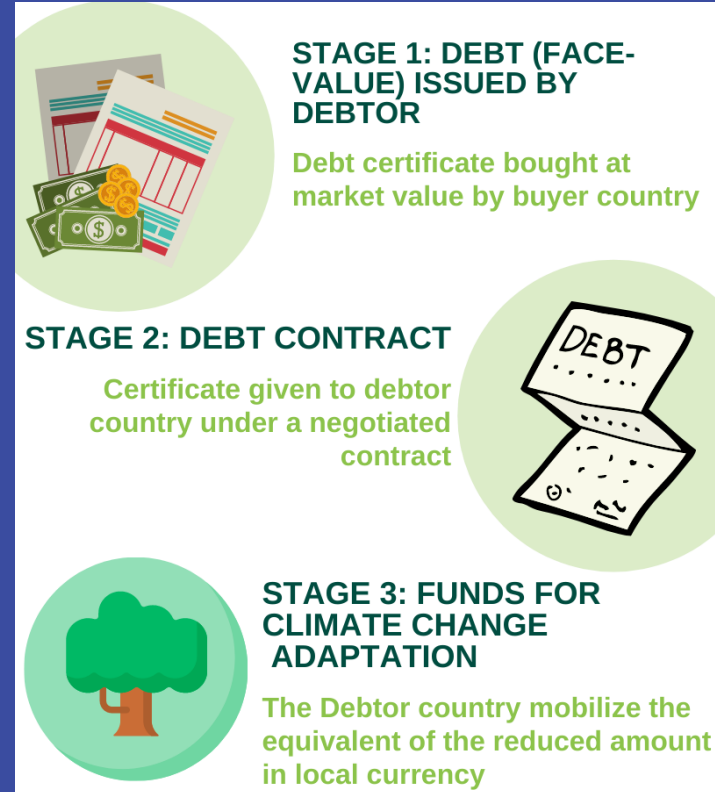 STAGE 1: DEBT (FACE-
VALUE) ISSUED BY
DEBTOR
Debt certificate bought at
market value by buyer country
STAGE 2: DEBT CONTRACT
Certificate given to debtor
country under a negotiated
contract
DEBT
STAGE 3: FUNDS FOR
CLIMATE CHANGE
ADAPTATION
The Debtor country mobilize the
equivalent of the reduced amount
in local currency